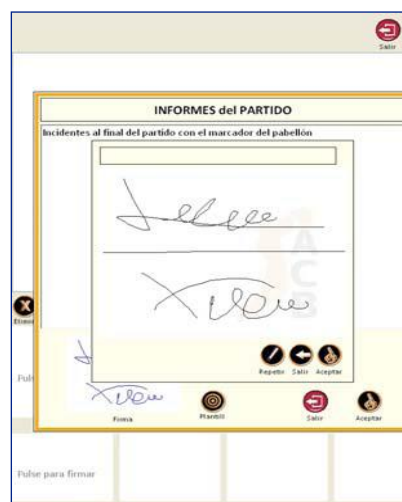 Salir
INFORMES del PARTIDO
Incidentes al final del partido con el marcador del pabellón
ACB
Repetir Salir Aceptar
Firma Plantill Salir Aceptar
Pulse para firmar